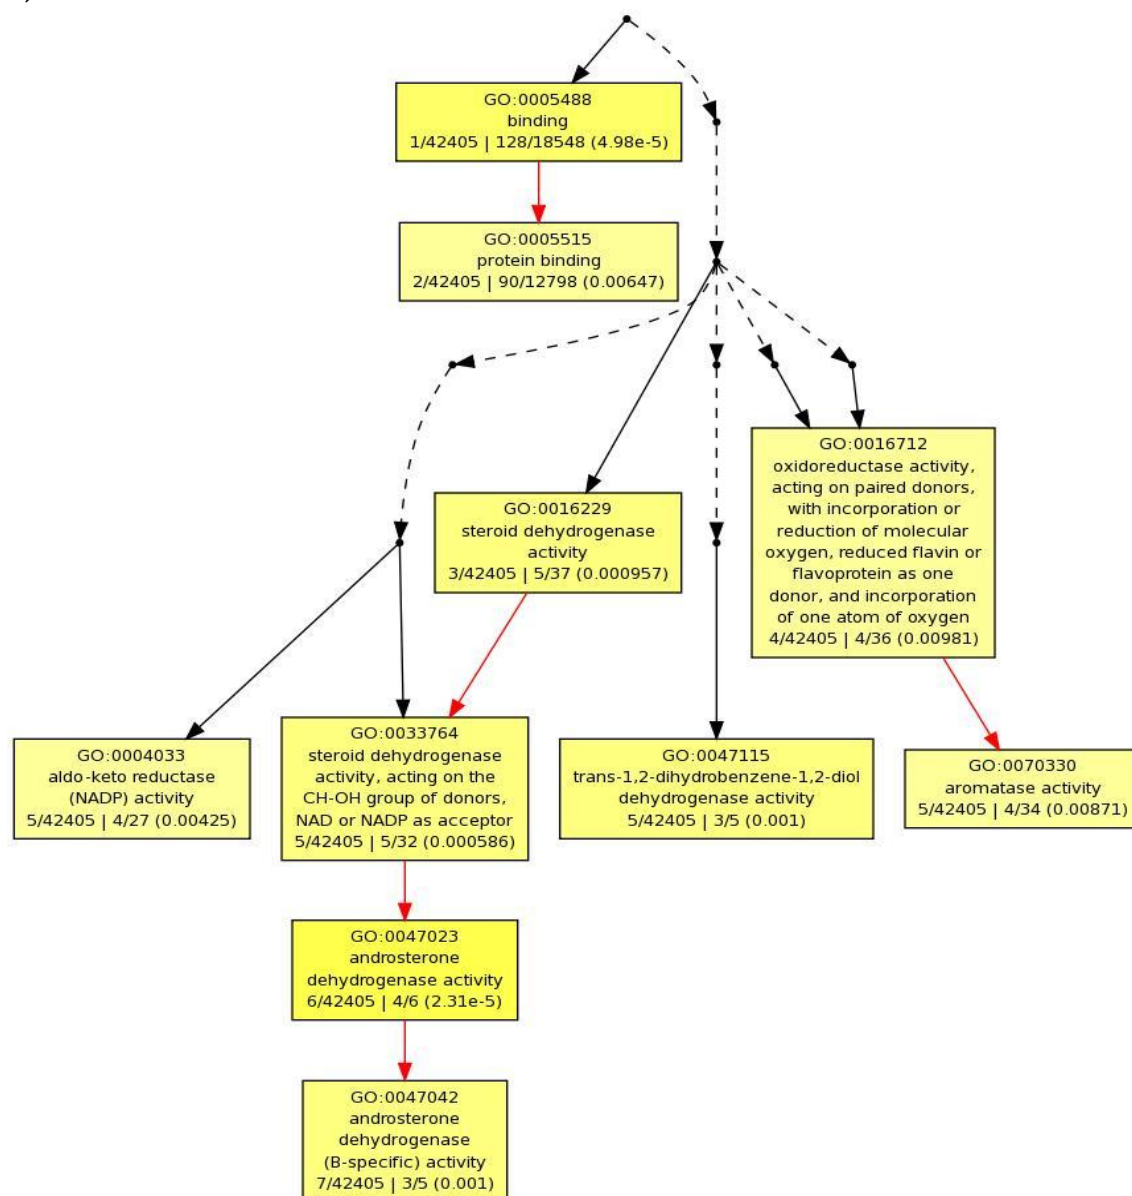 GO:0005488
binding
1/42405 | 128/18548 (4.98e-5)
GO:0005515
protein binding
2/42405 | 90/12798 (0.00647)
GO:0016712
oxidoreductase activity,
acting on paired donors,
with incorporation or
reduction of molecular
oxygen, reduced flavin or
flavoprotein as one
donor, and incorporation
of one atom of oxygen
4/42405 | 4/36 (0.00981)
GO:0016229
steroid dehydrogenase
activity
3/42405 | 5/37 (0.000957)
GO:0004033
aldo-keto reductase
(NADP) activity
5/42405 | 4/27 (0.00425)
GO:0033764
steroid dehydrogenase
activity, acting on the
CH-OH group of donors,
NAD or NADP as acceptor
5/42405 | 5/32 (0.000586)
GO:0047115
trans-1,2-dihydrobenzene-1,2-diol
dehydrogenase activity
5/42405 | 3/5 (0.001)
GO:0070330
aromatase activity
5/42405 | 4/34 (0.00871)
GO:0047023
androsterone
dehydrogenase activity
6/42405 | 4/6 (2.31e-5)
GO:0047042
androsterone
dehydrogenase
(B-specific) activity
7/42405 | 3/5 (0.001)